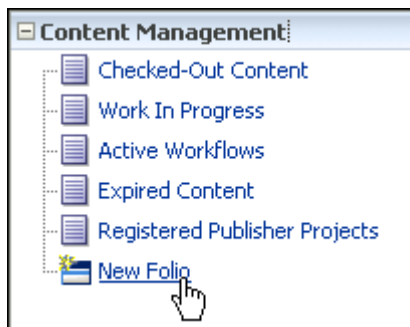 Content Management
Checked-Out Content
Work In Progress
Active Workflows
Expired Content
Registered Publisher Projects
New Folio